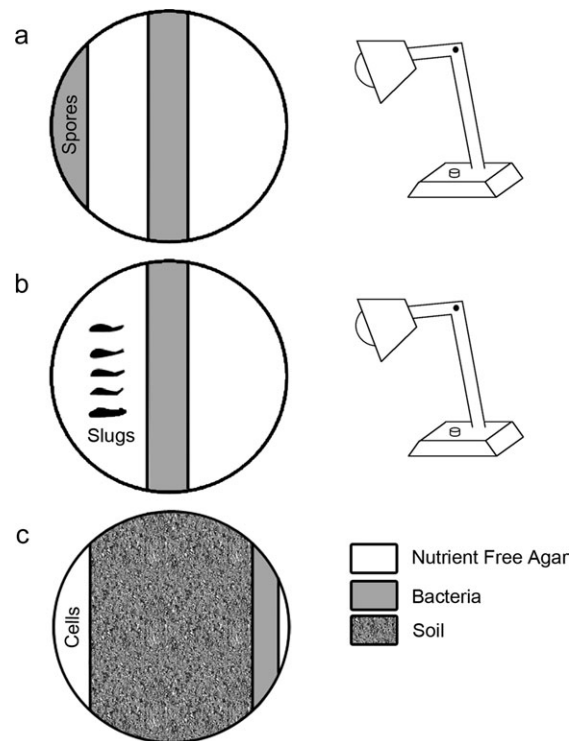 a
Spores
b
Slugs
c
Cells
Nutrient Free Agar
Bacteria
Soil